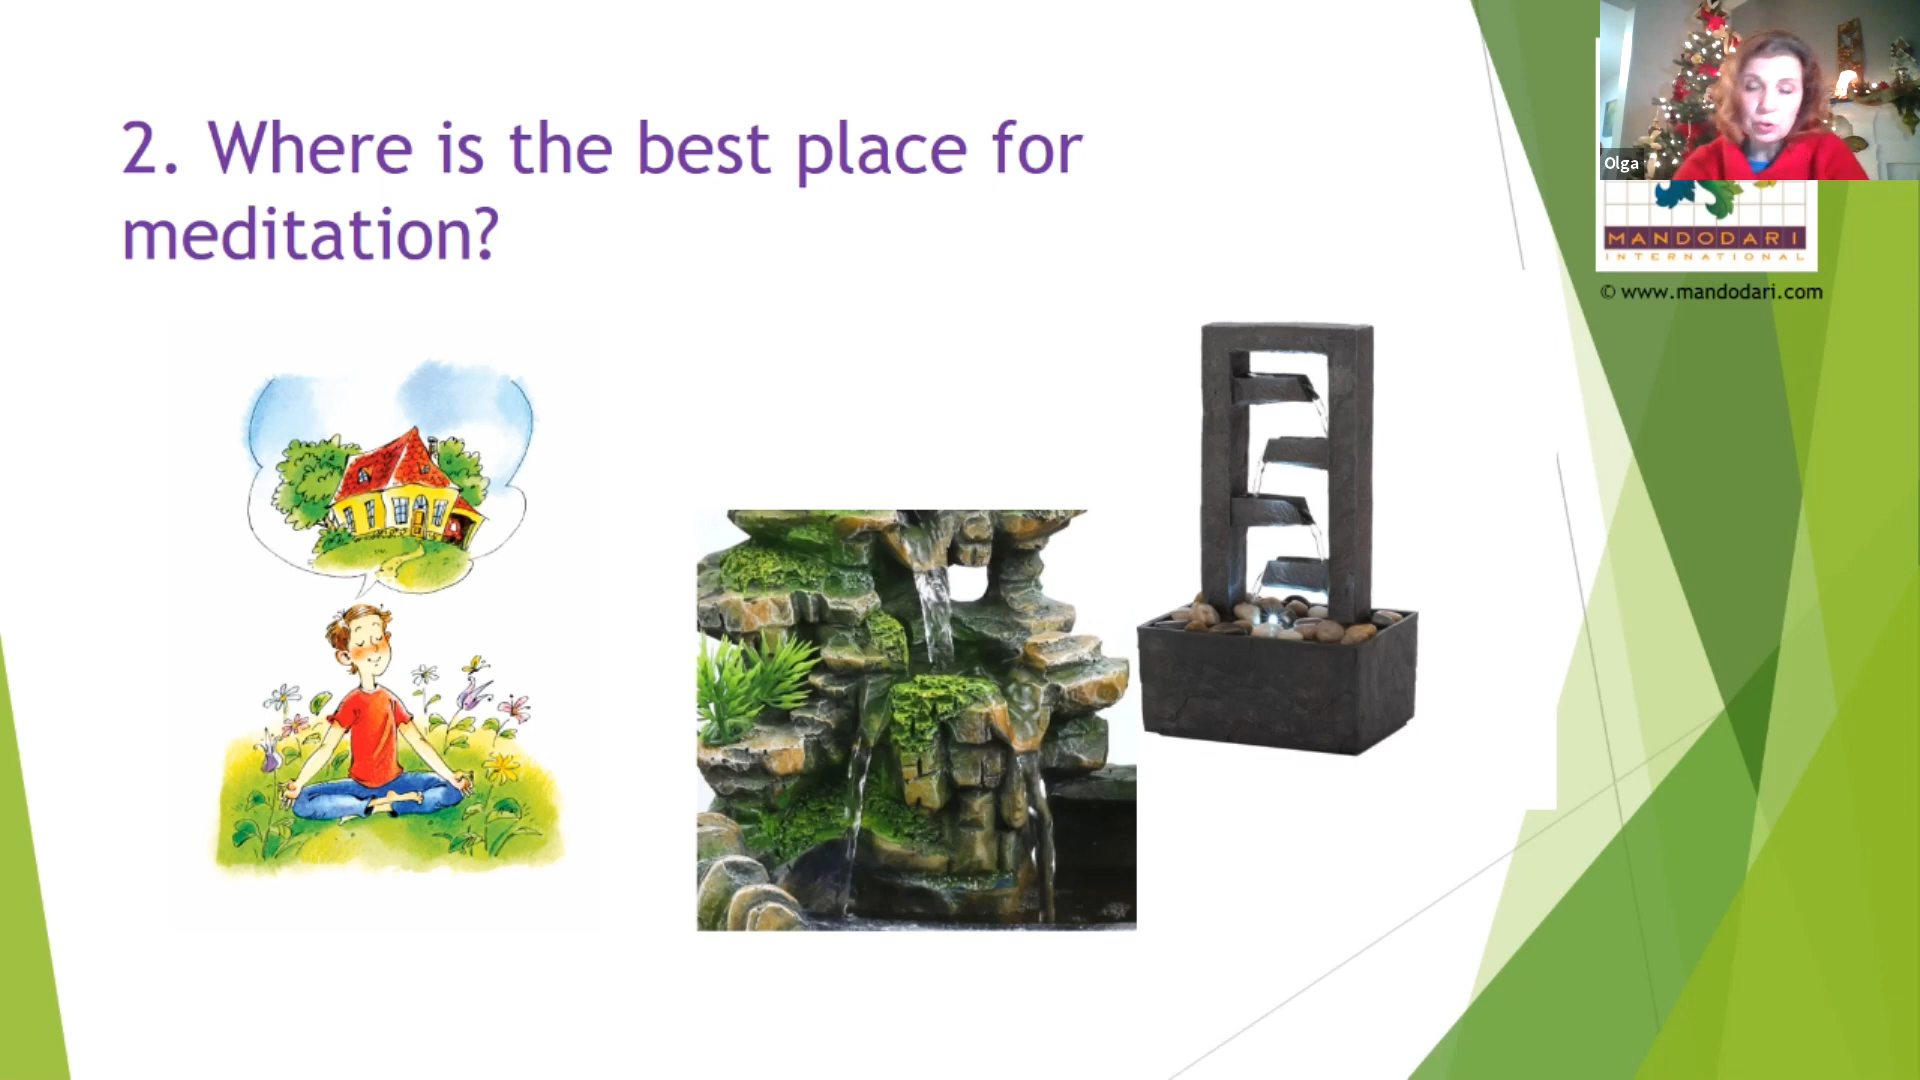 2. Where is the best place for
meditation?
Olga
MANDODARI
INTERNATIONAL
© www.mandodari.com